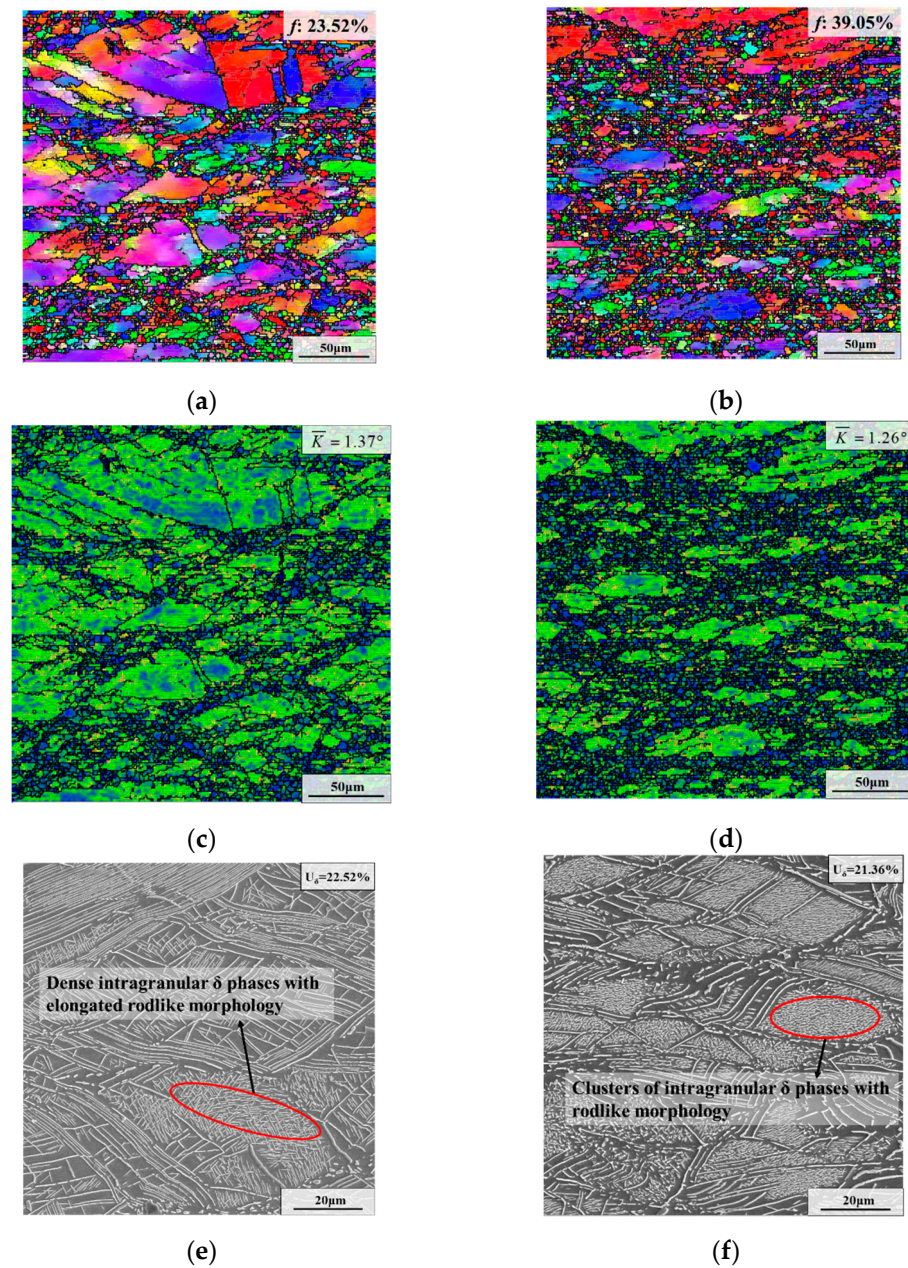 f: 23.52%
f: 39.05%
50μm
50μm
(a)
(b)
K̅ = 1.37°
K̅ = 1.26°
50μm
50μm
(c)
(d)
Uδ=22.52%
Uδ=21.36%
Dense intragranular δ phases with
elongated rodlike morphology
Clusters of intragranular δ phases with
rodlike morphology
20μm
20μm
(e)
(f)